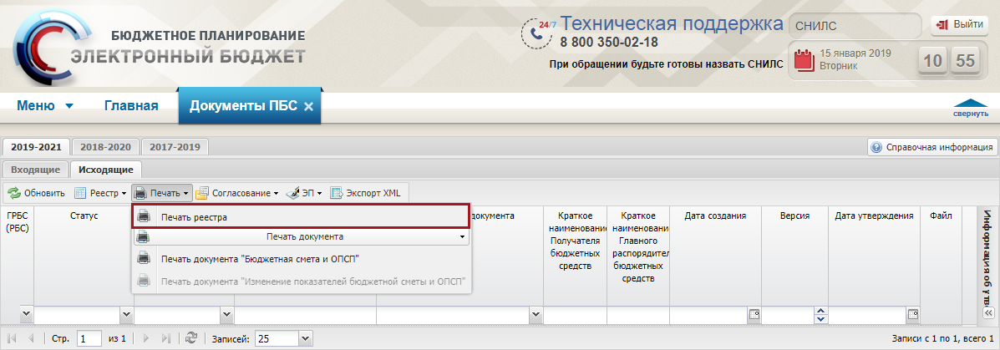 БЮДЖЕТНОЕ ПЛАНИРОВАНИЕ
ЭЛЕКТРОННЫЙ БЮДЖЕТ
24/7
Техническая поддержка
8 800 350-02-18
При обращении будьте готовы назвать СНИЛС
СНИЛС
Выйти
15 января 2019
Вторник
10 55
Меню
Главная
Документы ПБС
свернуть
2019-2021
2018-2020
2017-2019
Справочная информация
Входящие
Исходящие
Обновить
Реестр
Печать
Согласование
ЭП
Экспорт XML
ГРБС
(РБС)
Статус
Печать реестра
Печать документа
Печать документа "Бюджетная смета и ОПСП"
Печать документа "Изменение показателей бюджетной сметы и ОПСП"
документа
Краткое
наименование
Получателя
бюджетных
средств
Краткое
наименование
Главного
распорядител
бюджетных
средств
Дата создания
Версия
Дата утверждения
Файл
Информация об утв
Стр. 1 из 1
Записей: 25
Записи с 1 по 1, всего 1